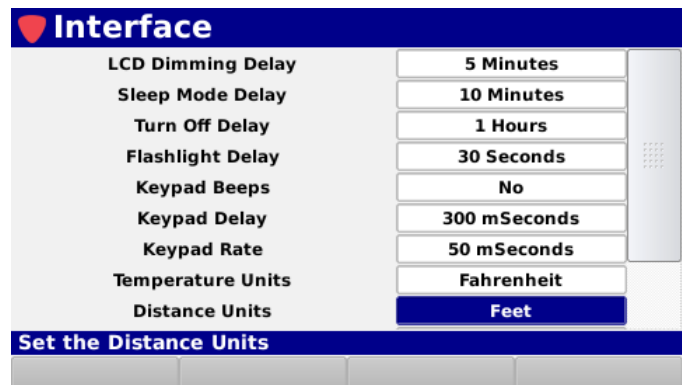 Interface
LCD Dimming Delay 5 Minutes
Sleep Mode Delay 10 Minutes
Turn Off Delay 1 Hours
Flashlight Delay 30 Seconds
Keypad Beeps No
Keypad Delay 300 mSeconds
Keypad Rate 50 mSeconds
Temperature Units Fahrenheit
Distance Units Feet
Set the Distance Units